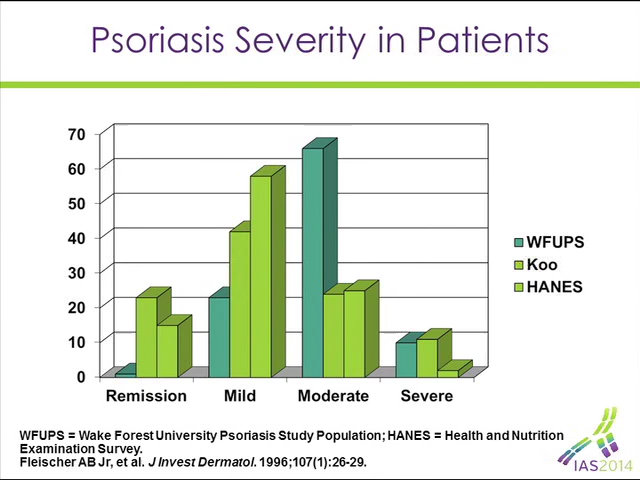 Psoriasis Severity in Patients
70
60
50
40
30
20
10
0
Remission Mild Moderate Severe
WFUPS
Koo
HANES
WFUPS = Wake Forest University Psoriasis Study Population; HANES = Health and Nutrition
Examination Survey.
Fleischer AB Jr, et al. J Invest Dermatol. 1996;107(1):26-29.
IAS2014